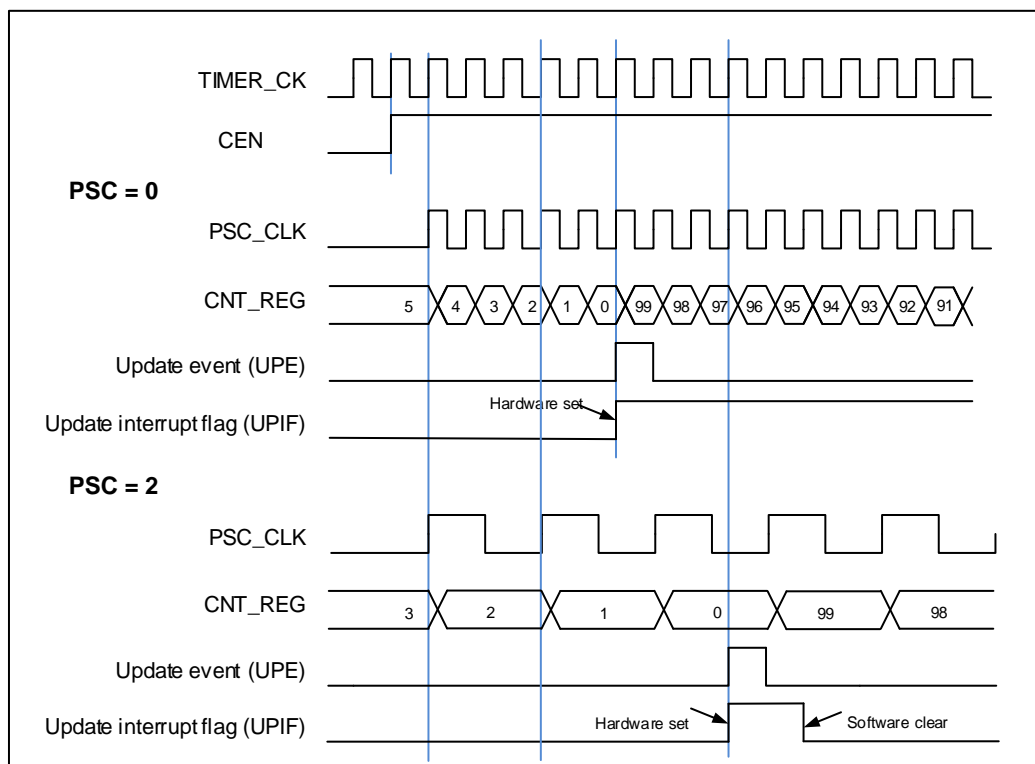 TIMER_CK
CEN
PSC = 0
PSC_CLK
CNT_REG 5 4 3 2 1 0 99 98 97 96 95 94 93 92 91
Update event (UPE)
Hardware set
Update interrupt flag (UPIF)
PSC = 2
PSC_CLK
CNT_REG 3 2 1 0 99 98
Update event (UPE)
Update interrupt flag (UPIF) Hardware set Software clear